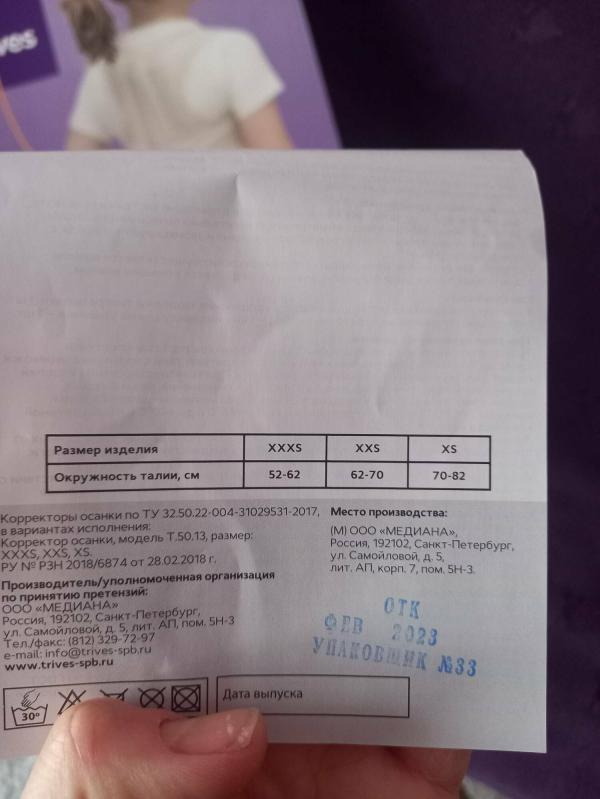 ves
Размер изделия XXXS XXS XS
Окружность талии, см 52-62 62-70 70-82
Корректоры осанки по ТУ 32.50.22-004-31029531-2017,
в вариантах исполнения:
Корректор осанки, модель Т.50.13, размер:
XXXS, XXS, XS.
РУ № РЗН 2018/6874 от 28.02.2018 г.
Производитель/уполномоченная организация
по принятию претензий:
ООО «МЕДИАНА»
Россия, 192102, Санкт-Петербург,
ул. Самойловой, д. 5, лит. АП, пом. 5Н-3
Тел./факс: (812) 329-72-97
e-mail: info@trives-spb.ru
www.trives-spb.ru
Место производства:
(М) ООО «МЕДИАНА»,
Россия, 192102, Санкт-Петербург,
ул. Самойловой, д. 5,
лит. АП, корп. 7, пом. 5Н-3.
ОТК
ФЕВ 2023
УПАКОВЩИК №33
30°
Дата выпуска